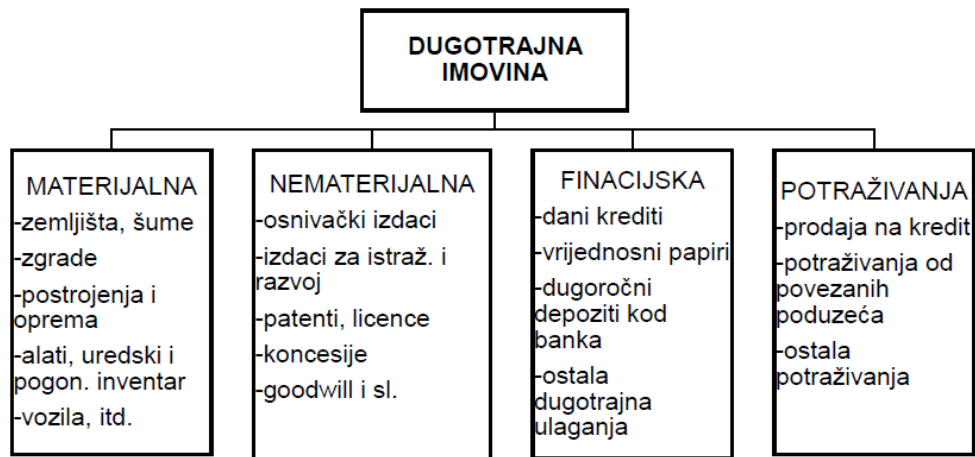 DUGOTRAJNA
IMOVINA
MATERIJALNA
-zemljišta, šume
-zgrade
-postrojenja i
oprema
-alati, uredski i
pogon. inventar
-vozila, itd.
NEMATERIJALNA
-osnivački izdaci
-izdaci za istraž. i
razvoj
-patenti, licence
-koncesije
-goodwill i sl.
FINACIJSKA
-dani krediti
-vrijednosni papiri
-dugoročni
depoziti kod
banka
-ostala
dugotrajna
ulaganja
POTRAŽIVANJA
-prodaja na kredit
-potraživanja od
povezanih
poduzeća
-ostala
potraživanja